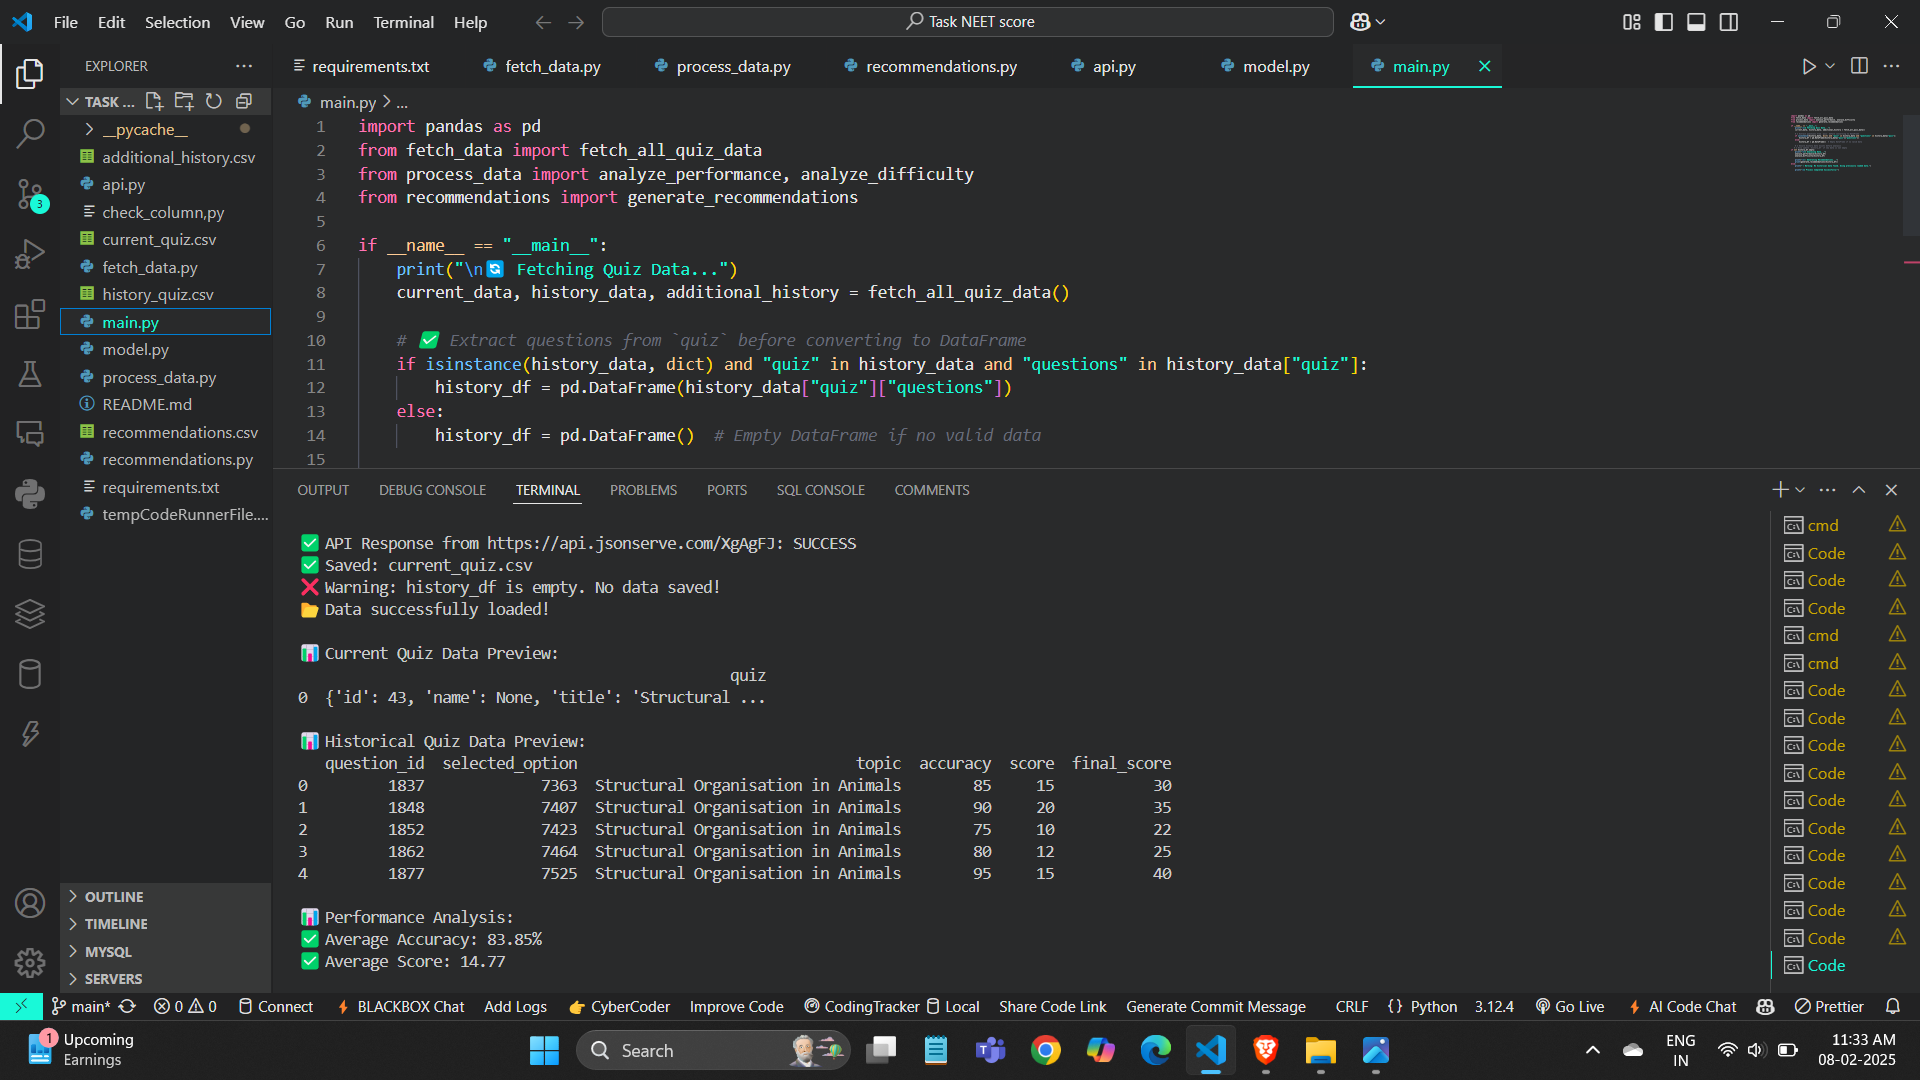 File Edit Selection View Go Run Terminal Help
Task NEET score
EXPLORER
requirements.txt
fetch_data.py
process_data.py
recommendations.py
api.py
model.py
main.py
TASK ...
__pycache__
additional_history.csv
api.py
check_column,py
current_quiz.csv
fetch_data.py
history_quiz.csv
main.py
model.py
process_data.py
README.md
recommendations.csv
recommendations.py
requirements.txt
tempCodeRunnerFile....
OUTLINE
TIMELINE
MYSQL
SERVERS
3
main.py > ...
1 import pandas as pd
2 from fetch_data import fetch_all_quiz_data
3 from process_data import analyze_performance, analyze_difficulty
4 from recommendations import generate_recommendations
5
6 if __name__ == "__main__":
7 print("\n🔄 Fetching Quiz Data...")
8 current_data, history_data, additional_history = fetch_all_quiz_data()
9
10 # ✅ Extract questions from `quiz` before converting to DataFrame
11 if isinstance(history_data, dict) and "quiz" in history_data and "questions" in history_data["quiz"]:
12 history_df = pd.DataFrame(history_data["quiz"]["questions"])
13 else:
14 history_df = pd.DataFrame() # Empty DataFrame if no valid data
15
OUTPUT DEBUG CONSOLE TERMINAL PROBLEMS PORTS SQL CONSOLE COMMENTS
✅ API Response from https://api.jsonserve.com/XgAgFJ: SUCCESS
✅ Saved: current_quiz.csv
❌ Warning: history_df is empty. No data saved!
📂 Data successfully loaded!
📊 Current Quiz Data Preview:
quiz
0 {'id': 43, 'name': None, 'title': 'Structural ...
📊 Historical Quiz Data Preview:
question_id selected_option topic accuracy score final_score
0 1837 7363 Structural Organisation in Animals 85 15 30
1 1848 7407 Structural Organisation in Animals 90 20 35
2 1852 7423 Structural Organisation in Animals 75 10 22
3 1862 7464 Structural Organisation in Animals 80 12 25
4 1877 7525 Structural Organisation in Animals 95 15 40
📊 Performance Analysis:
✅ Average Accuracy: 83.85%
✅ Average Score: 14.77
cmd
Code
Code
Code
cmd
cmd
Code
Code
Code
Code
Code
Code
Code
Code
Code
Code
Code
main* 0 0 Connect BLACKBOX Chat Add Logs 👉 CyberCoder Improve Code CodingTracker Local Share Code Link Generate Commit Message CRLF {} Python 3.12.4 Go Live AI Code Chat Prettier
1
Upcoming
Earnings
Search
ENG
IN
11:33 AM
08-02-2025